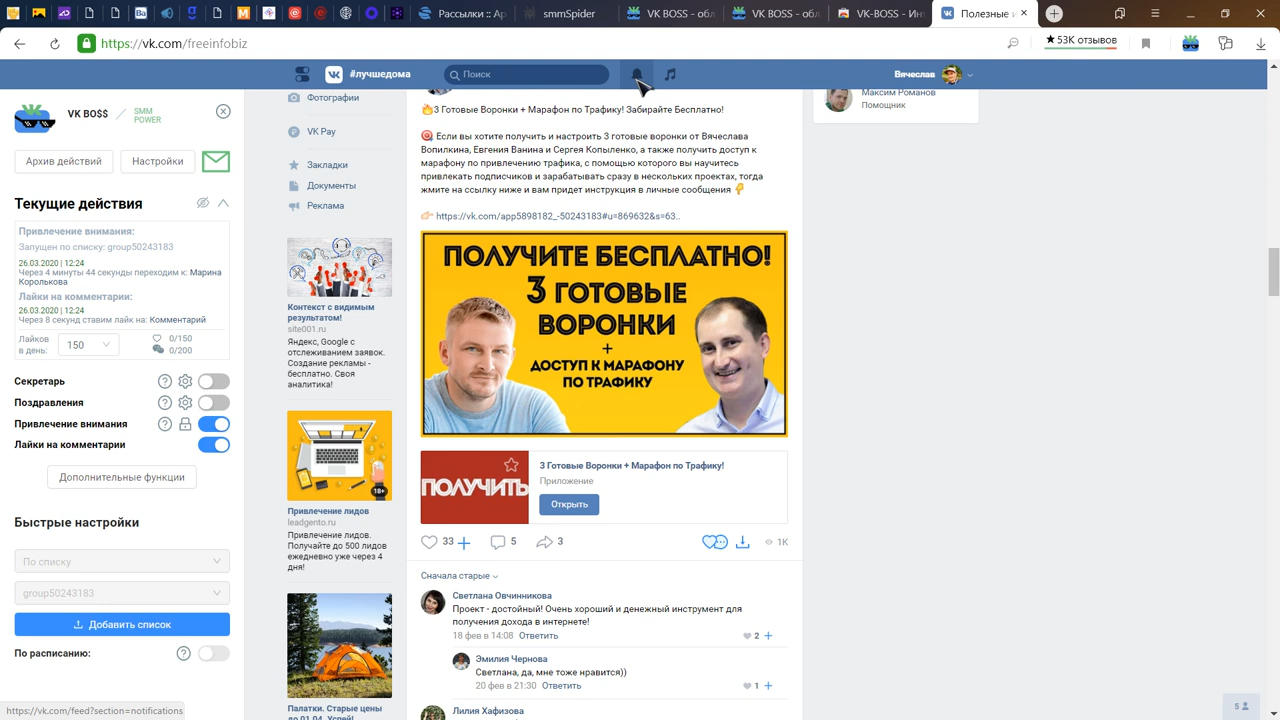 Рассылки :: Ар
smmSpider
VK BOSS - обл
VK BOSS - обл
VK-BOSS - Ин
Полезные и
https://vk.com/freeinfobiz
★53K отзывов
#лучшедома
Поиск
Вячеслав
VK BO$$
SMM
POWER
Архив действий
Настройки
Текущие действия
Привлечение внимания:
Запущен по списку: group50243183
26.03.2020 | 12:24
Через 4 минуты 44 секунды переходим к: Марина
Королькова
Лайки на комментарии:
26.03.2020 | 12:24
Через 8 секунд ставим лайк на: Комментарий
Лайков
в день:
150
0/150
0/200
Секретарь
Поздравления
Привлечение внимания
Лайки на комментарии
Дополнительные функции
Быстрые настройки
По списку
group50243183
Добавить список
По расписанию:
https://vk.com/feed?section=notifications
Фотографии
VK Pay
Закладки
Документы
Реклама
Контекст с видимым
результатом!
site001.ru
Яндекс, Google с
отслеживанием заявок.
Создание рекламы -
бесплатно. Своя
аналитика!
18+
Привлечение лидов
leadgento.ru
Привлечение лидов.
Получайте до 500 лидов
ежедневно уже через 4
дня!
Палатки. Старые цены
до 01.04. Успей!
🔥3 Готовые Воронки + Марафон по Трафику! Забирайте Бесплатно!
🎯 Если вы хотите получить и настроить 3 готовые воронки от Вячеслава
Вопилкина, Евгения Ванина и Сергея Копыленко, а также получить доступ к
марафону по привлечению трафика, с помощью которого вы научитесь
привлекать подписчиков и зарабатывать сразу в нескольких проектах, тогда
жмите на ссылку ниже и вам придет инструкция в личные сообщения 👇
👉 https://vk.com/app5898182_-50243183#u=869632&s=63..
ПОЛУЧИТЕ БЕСПЛАТНО!
3 ГОТОВЫЕ
ВОРОНКИ
+
ДОСТУП К МАРАФОНУ
ПО ТРАФИКУ
ПОЛУЧИТЬ
3 Готовые Воронки + Марафон по Трафику!
Приложение
Открыть
33
5
3
1K
Сначала старые
Светлана Овчинникова
Проект - достойный! Очень хороший и денежный инструмент для
получения дохода в интернете!
18 фев в 14:08 Ответить
2
Эмилия Чернова
Светлана, да, мне тоже нравится))
20 фев в 21:30 Ответить
1
Лилия Хафизова
Максим Романов
Помощник
5